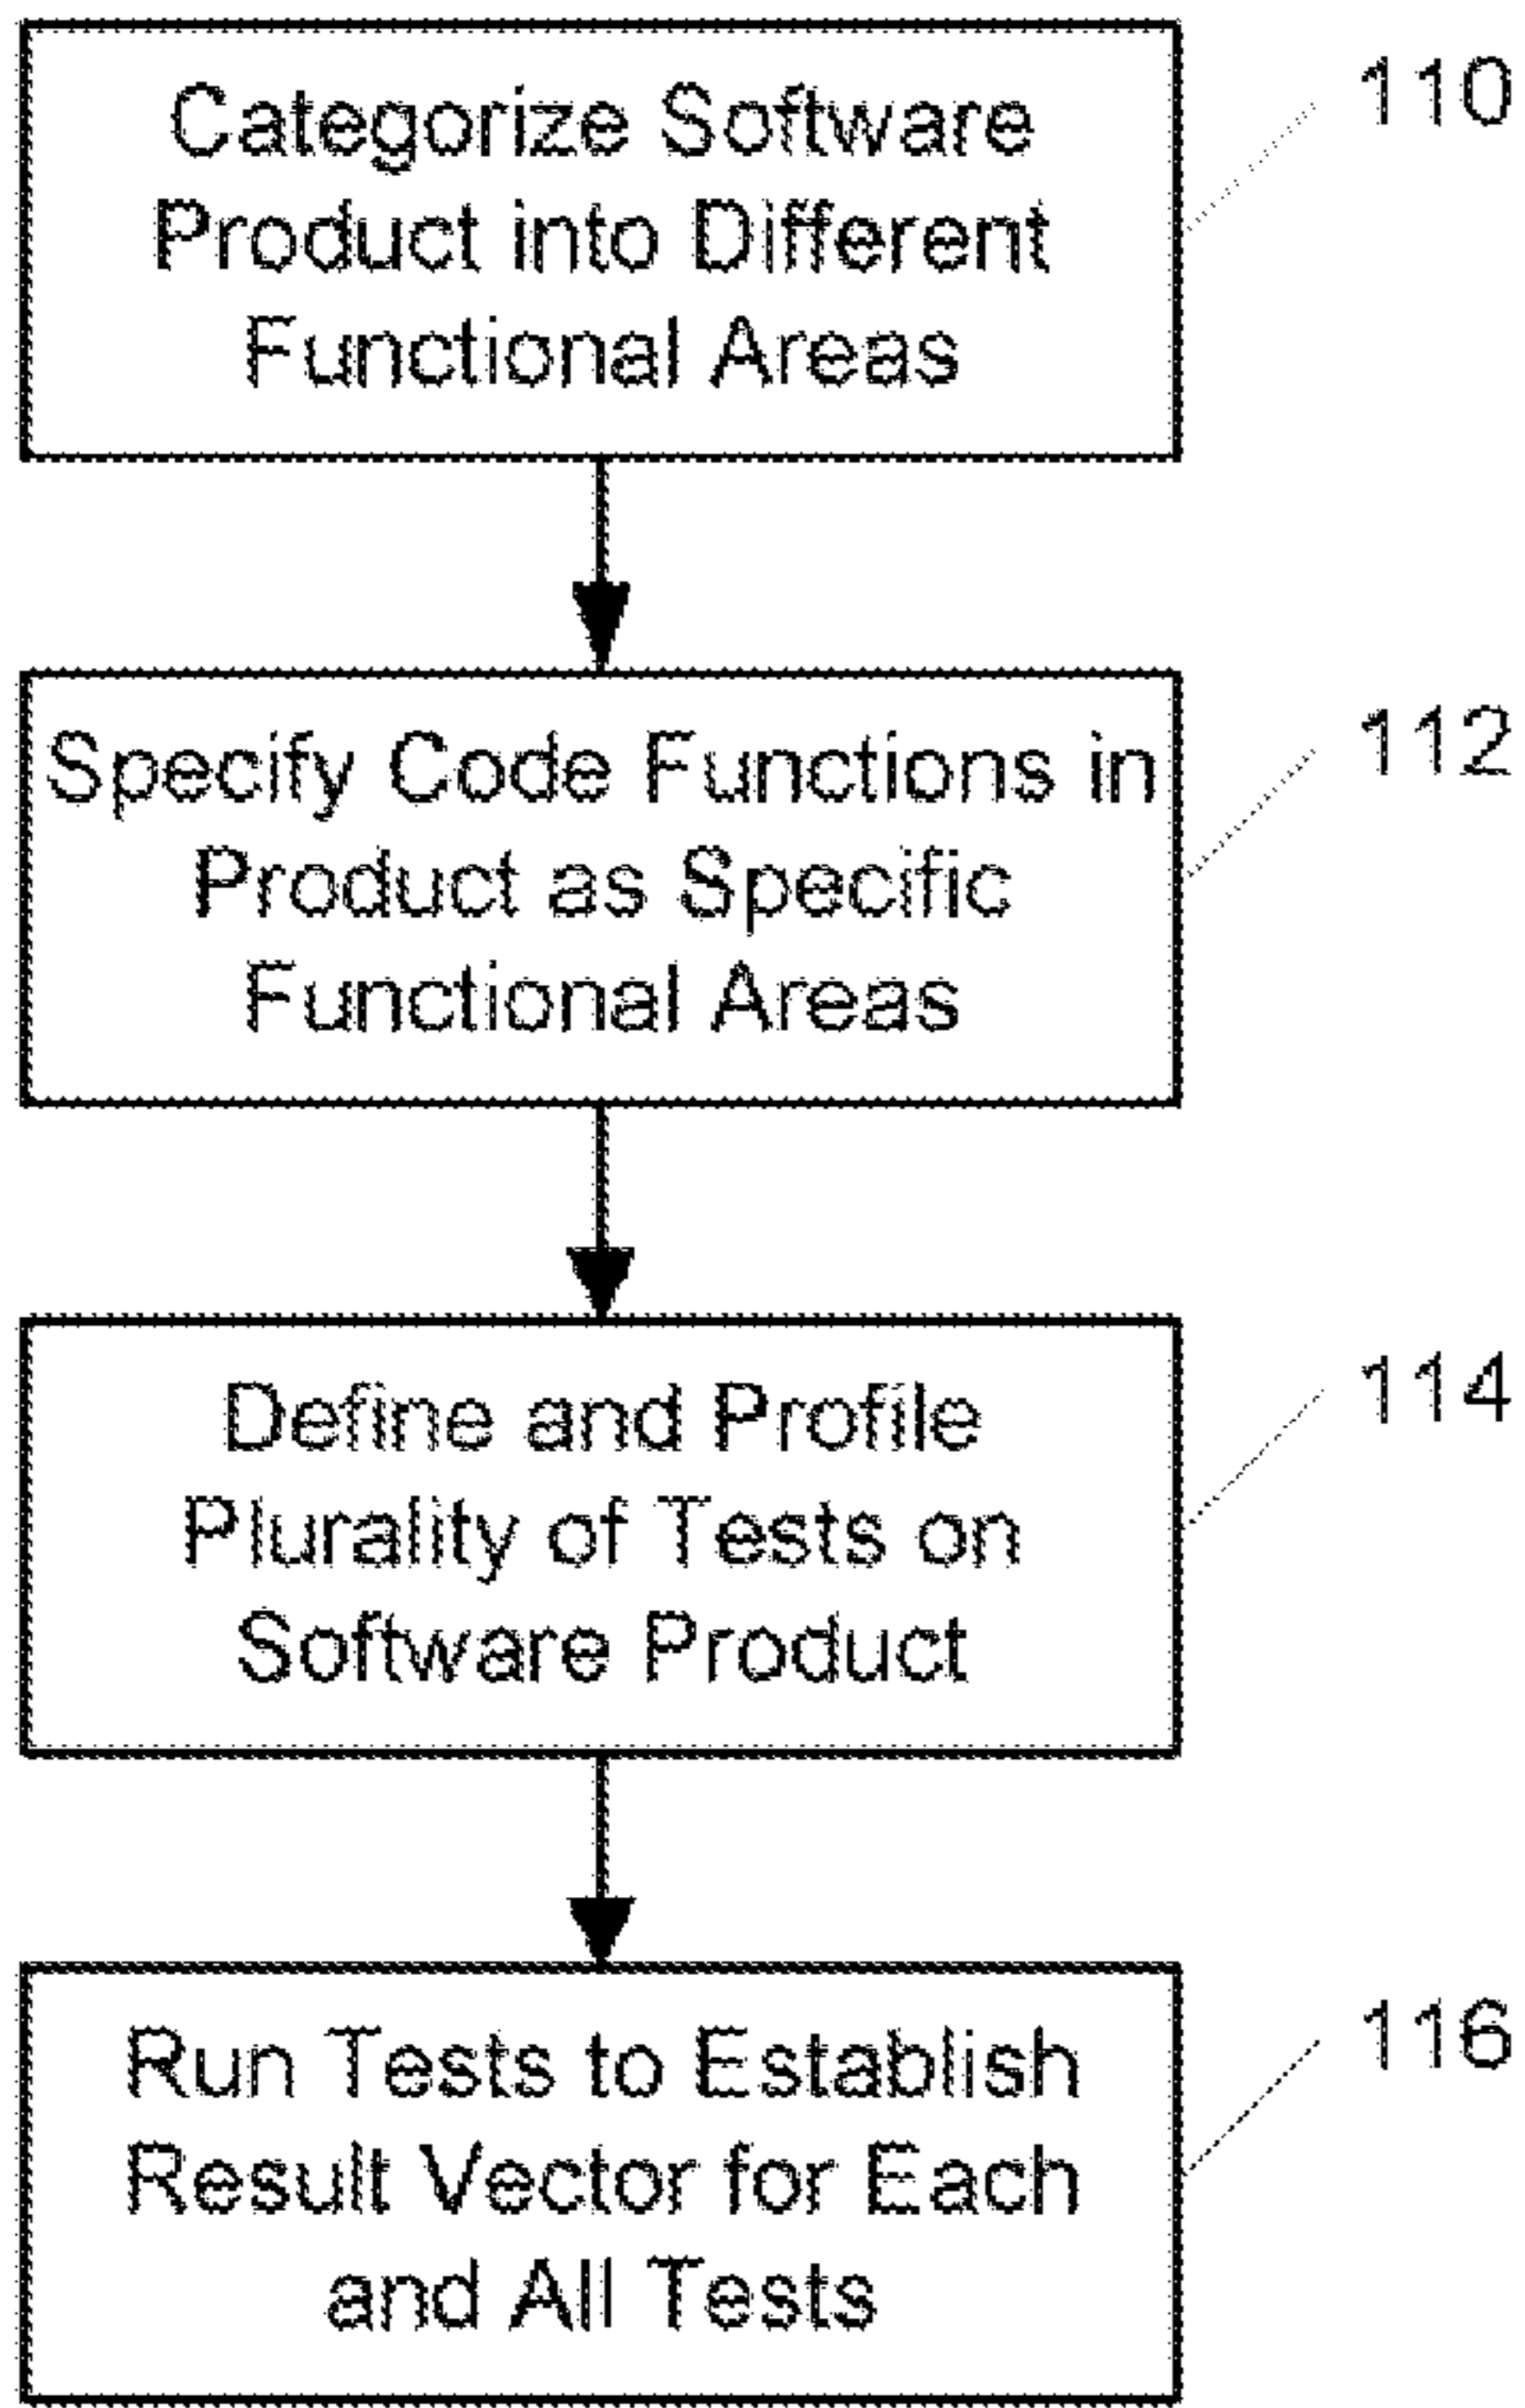 Categorize Software
Product into Different
Functional Areas
110
Specify Code Functions in
Product as Specific
Functional Areas
112
Define and Profile
Plurality of Tests on
Software Product
114
Run Tests to Establish
Result Vector for Each
and All Tests
116